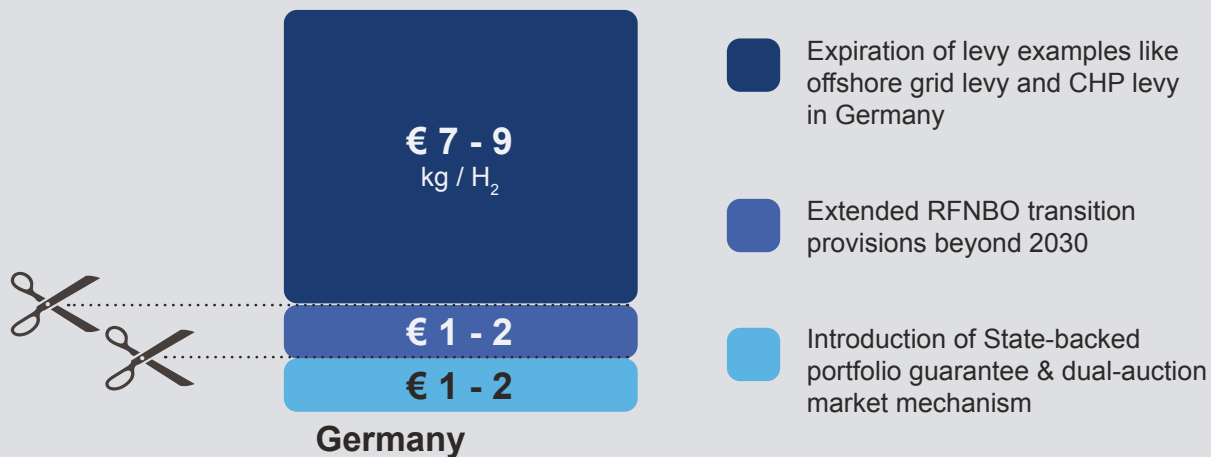 € 7 - 9
kg / H₂
€ 1 - 2
€ 1 - 2
Germany
Expiration of levy examples like
offshore grid levy and CHP levy
in Germany
Extended RFNBO transition
provisions beyond 2030
Introduction of State-backed
portfolio guarantee & dual-auction
market mechanism